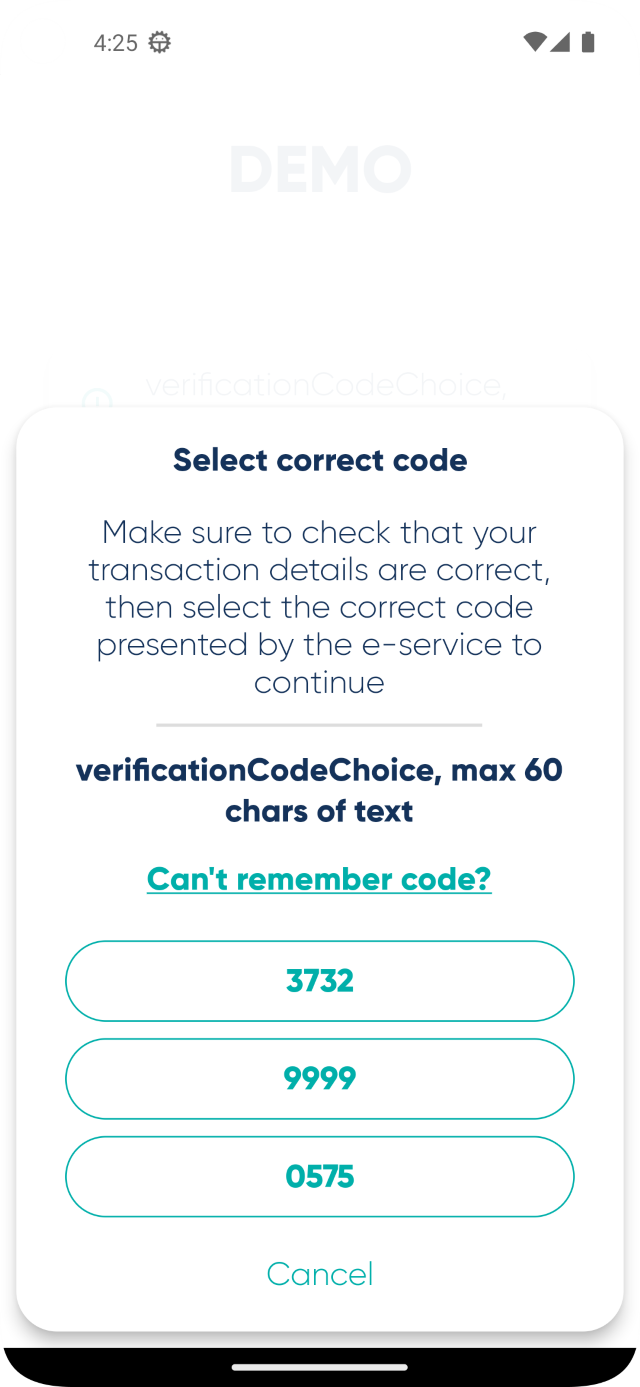 4:25
DEMO
verificationCodeChoice,
Select correct code
Make sure to check that your
transaction details are correct,
then select the correct code
presented by the e-service to
continue
verificationCodeChoice, max 60
chars of text
Can't remember code?
3732
9999
0575
Cancel